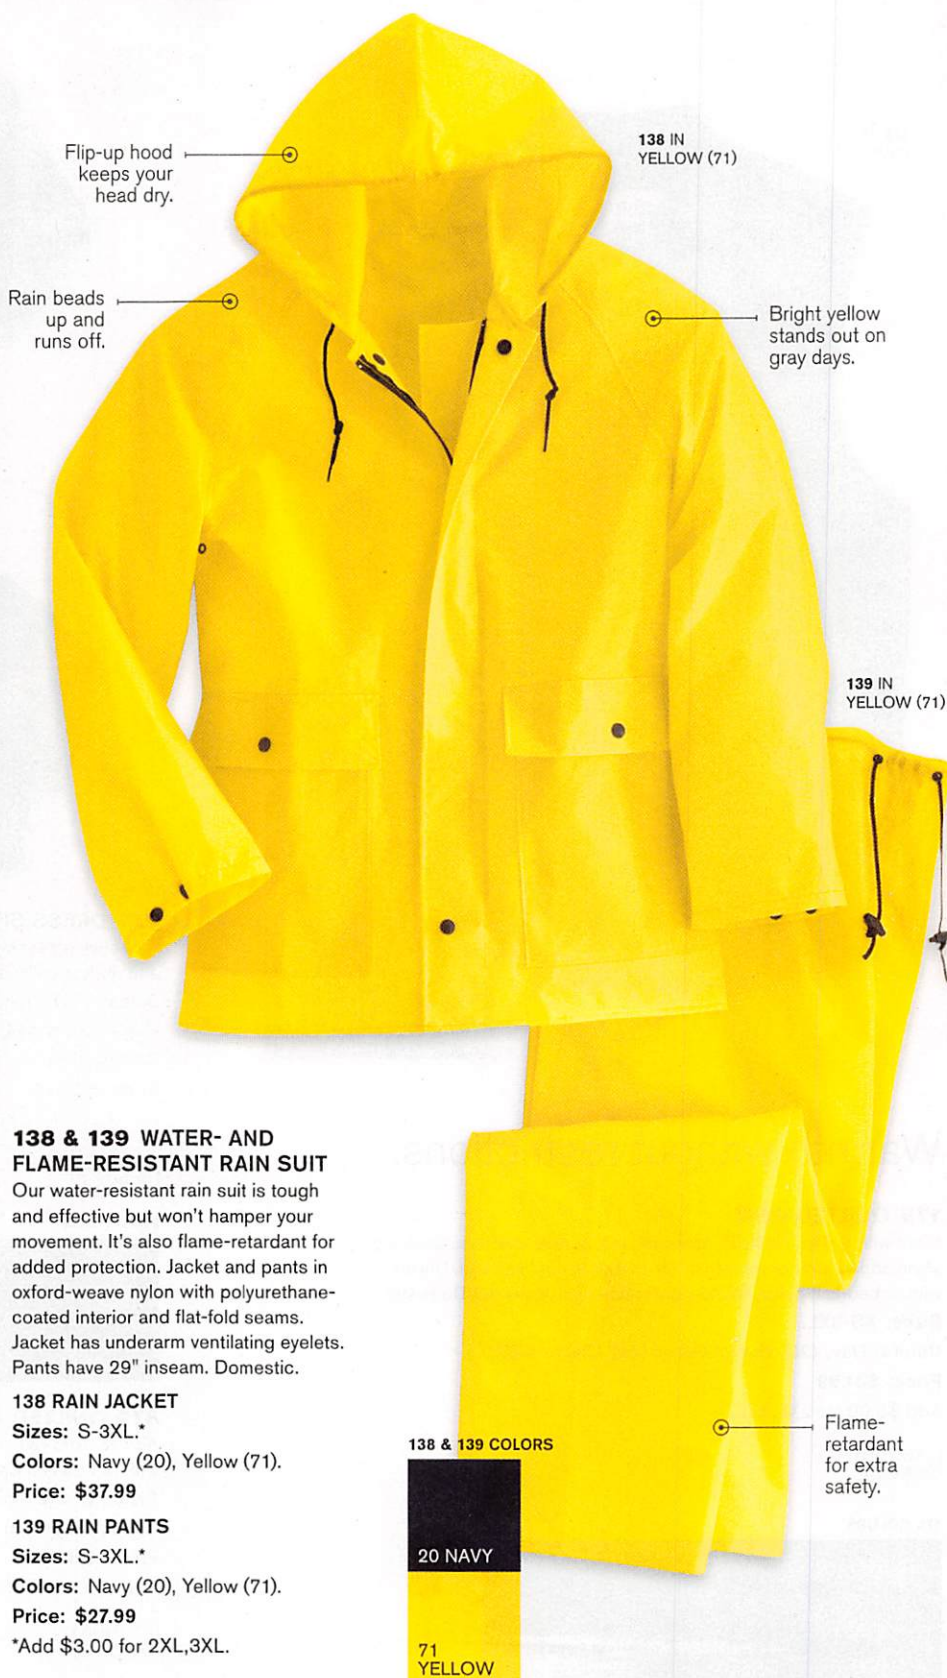 138 IN
YELLOW (71)
Flip-up hood
keeps your
head dry.
Rain beads
up and
runs off.
Bright yellow
stands out on
gray days.
139 IN
YELLOW (71)
138 & 139 WATER- AND
FLAME-RESISTANT RAIN SUIT
Our water-resistant rain suit is tough
and effective but won't hamper your
movement. It's also flame-retardant for
added protection. Jacket and pants in
oxford-weave nylon with polyurethane-
coated interior and flat-fold seams.
Jacket has underarm ventilating eyelets.
Pants have 29" inseam. Domestic.
138 RAIN JACKET
Sizes: S-3XL.*
Colors: Navy (20), Yellow (71).
Price: $37.99
139 RAIN PANTS
Sizes: S-3XL.*
Colors: Navy (20), Yellow (71).
Price: $27.99
*Add $3.00 for 2XL,3XL.
138 & 139 COLORS
20 NAVY
71
YELLOW
Flame-
retardant
for extra
safety.